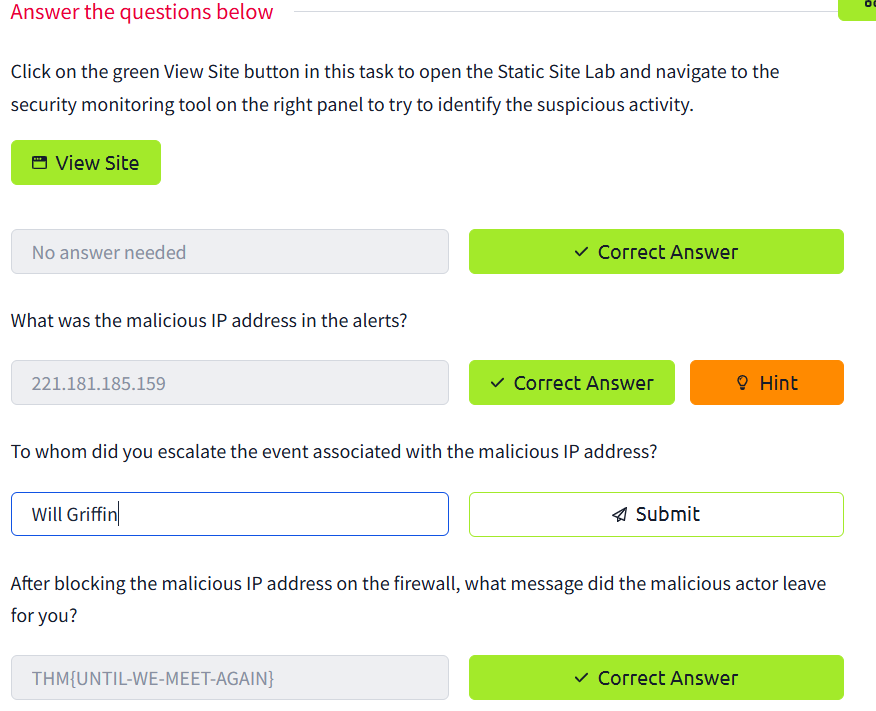 Answer the questions below
Click on the green View Site button in this task to open the Static Site Lab and navigate to the
security monitoring tool on the right panel to try to identify the suspicious activity.
View Site
No answer needed
Correct Answer
What was the malicious IP address in the alerts?
221.181.185.159
Correct Answer
Hint
To whom did you escalate the event associated with the malicious IP address?
Will Griffin
Submit
After blocking the malicious IP address on the firewall, what message did the malicious actor leave
for you?
THM{UNTIL-WE-MEET-AGAIN}
Correct Answer